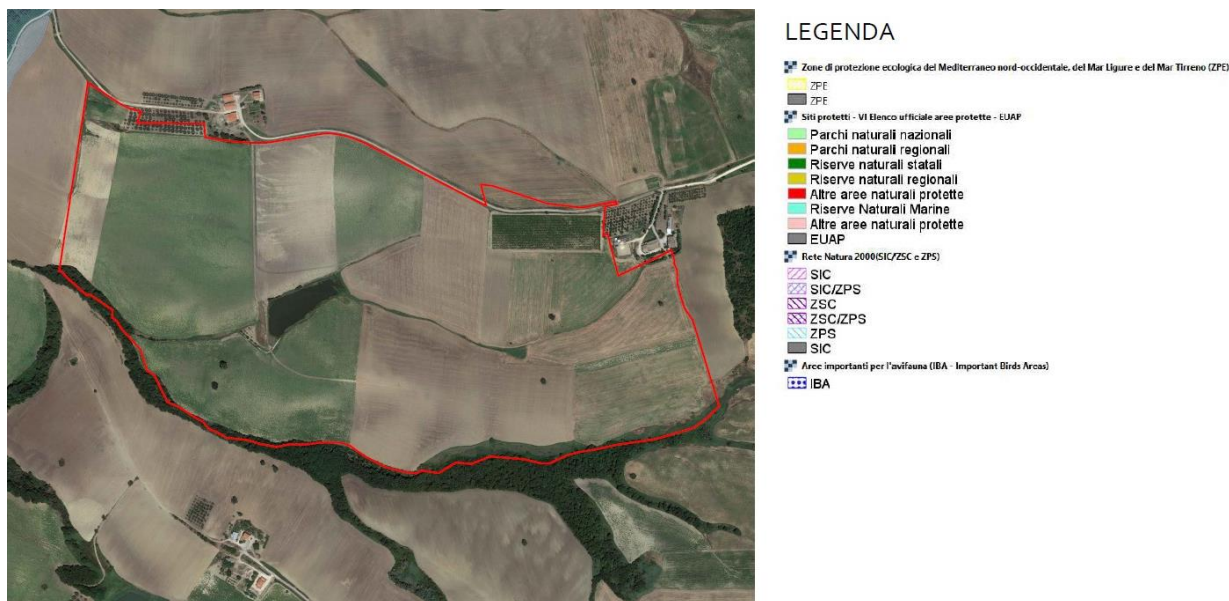 LEGENDA
Zone di protezione ecologica del Mediterraneo nord-occidentale, del Mar Ligure e del Mar Tirreno (ZPE)
ZPE
ZPE
Siti protetti - VI Elenco ufficiale aree protette - EUAP
Parchi naturali nazionali
Parchi naturali regionali
Riserve naturali statali
Riserve naturali regionali
Altre aree naturali protette
Riserve Naturali Marine
Altre aree naturali protette
EUAP
Rete Natura 2000(SIC/ZSC e ZPS)
SIC
SIC/ZPS
ZSC
ZSC/ZPS
ZPS
SIC
Aree importanti per l'avifauna (IBA - Important Birds Areas)
IBA